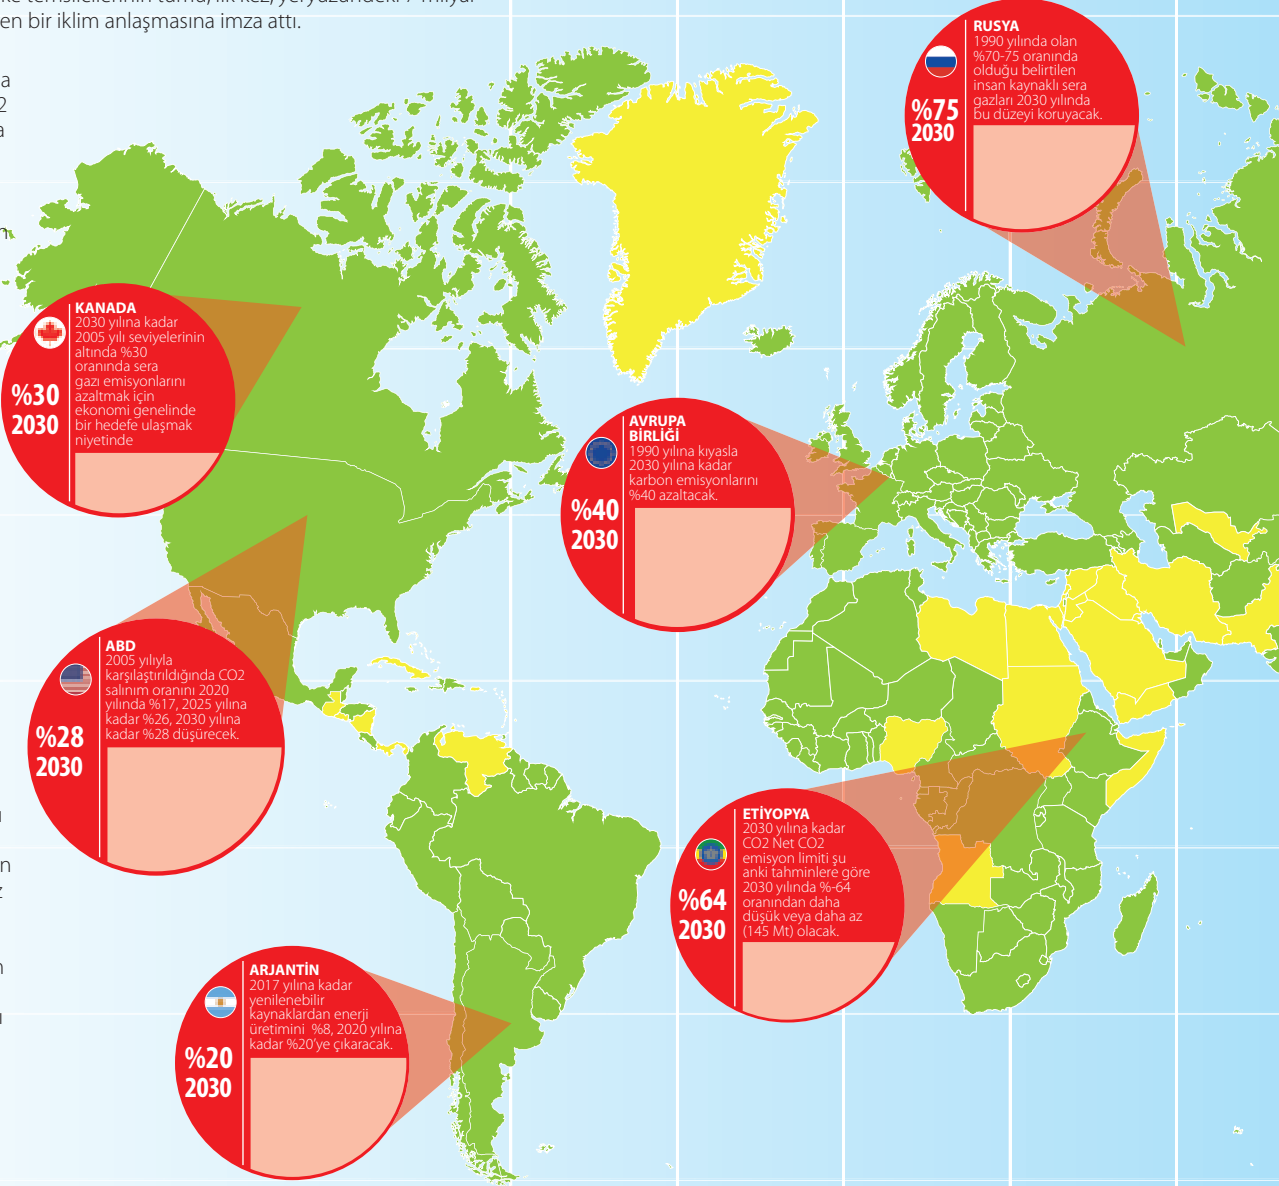 en bir iklim anlaşmasına imza attı.
RUSYA
1990 yılında olan
%70-75 oranında
olduğu belirtilen
insan kaynaklı sera
gazları 2030 yılında
bu düzeyi koruyacak.
%75
2030
KANADA
2030 yılına kadar
2005 yılı seviyelerinin
altında %30
oranında sera
gazı emisyonlarını
azaltmak için
ekonomi genelinde
bir hedefe ulaşmak
niyetinde
%30
2030
AVRUPA
BİRLİĞİ
1990 yılına kıyasla
2030 yılına kadar
karbon emisyonlarını
%40 azaltacak.
%40
2030
ABD
2005 yılıyla
karşılaştırıldığında CO2
salınım oranını 2020
yılında %17, 2025 yılına
kadar %26, 2030 yılına
kadar %28 düşürecek.
%28
2030
ETİYOPYA
2030 yılına kadar
CO2 Net CO2
emisyon limiti şu
anki tahminlere göre
2030 yılında %-64
oranından daha
düşük veya daha az
(145 Mt) olacak.
%64
2030
ARJANTİN
2017 yılına kadar
yenilenebilir
kaynaklardan enerji
üretimini %8, 2020 yılına
kadar %20'ye çıkaracak.
%20
2030